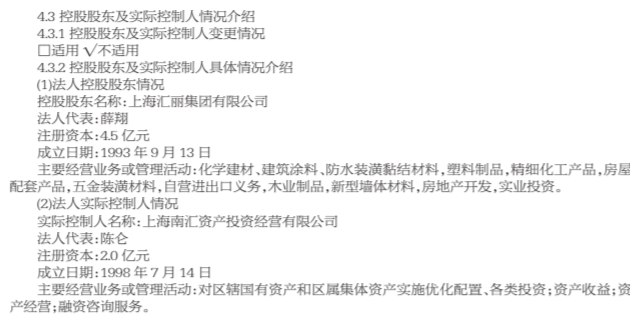 4.3 控股股东及实际控制人情况介绍
4.3.1 控股股东及实际控制人变更情况
□适用 √不适用
4.3.2 控股股东及实际控制人具体情况介绍
(1)法人控股股东情况
控股股东名称:上海汇丽集团有限公司
法人代表:薛翔
注册资本:4.5 亿元
成立日期:1993 年 9 月 13 日
主要经营业务或管理活动:化学建材、建筑涂料、防水装潢黏结材料,塑料制品,精细化工产品,房屋
配套产品,五金装潢材料,自营进出口义务,木业制品,新型墙体材料,房地产开发,实业投资。
(2)法人实际控制人情况
实际控制人名称:上海南汇资产投资经营有限公司
法人代表:陈仑
注册资本:2.0 亿元
成立日期:1998 年 7 月 14 日
主要经营业务或管理活动:对区辖国有资产和区属集体资产实施优化配置、各类投资;资产收益;资
产经营;融资咨询服务。